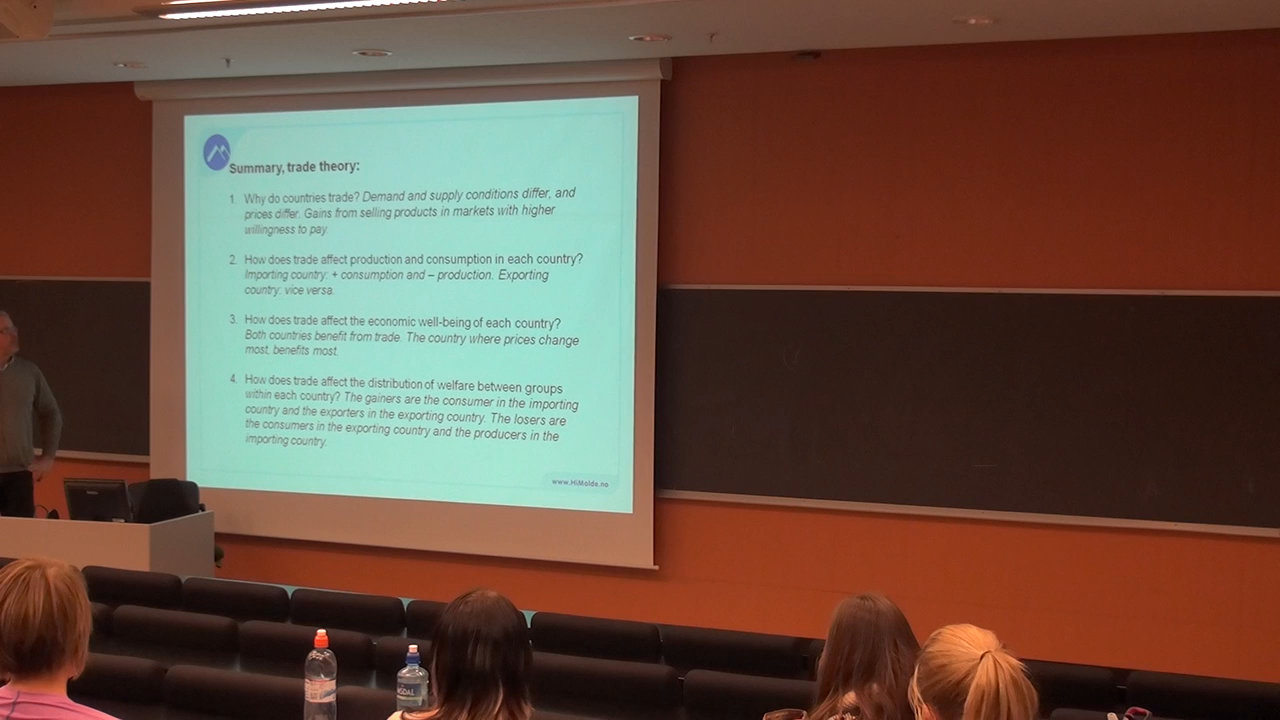 Summary, trade theory:
1. Why do countries trade? Demand and supply conditions differ, and
prices differ. Gains from selling products in markets with higher
willingness to pay.
2. How does trade affect production and consumption in each country?
Importing country: + consumption and – production. Exporting
country: vice versa.
3. How does trade affect the economic well-being of each country?
Both countries benefit from trade. The country where prices change
most, benefits most.
4. How does trade affect the distribution of welfare between groups
within each country? The gainers are the consumer in the importing
country and the exporters in the exporting country. The losers are
the consumers in the exporting country and the producers in the
importing country.
www.HiMolde.no